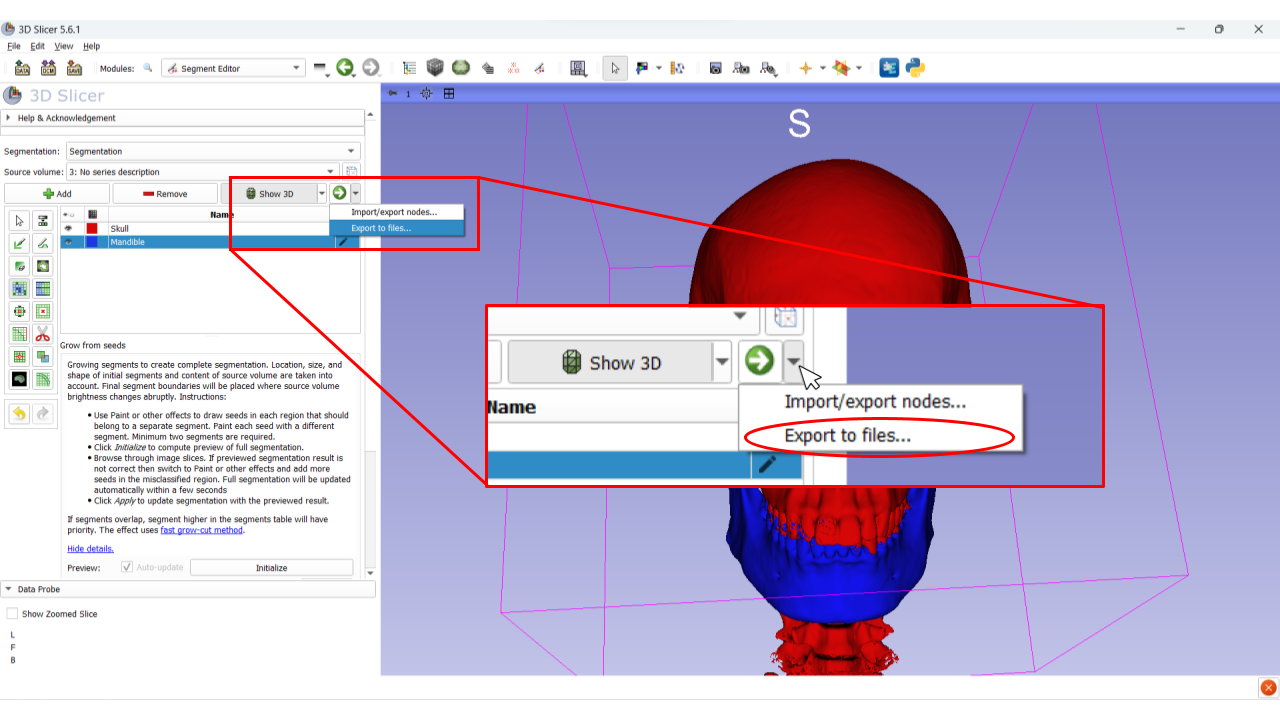 3D Slicer 5.6.1
File Edit View Help
DATA DCM SAVE Modules: Segment Editor
3D Slicer
1
Help & Acknowledgement
S
Segmentation: Segmentation
Source volume: 3: No series description
Add Remove Show 3D
Name
Import/export nodes...
Skull
Export to files...
Mandible
Show 3D
Name
Import/export nodes...
Export to files...
Grow from seeds
Growing segments to create complete segmentation. Location, size, and
shape of initial segments and content of source volume are taken into
account. Final segment boundaries will be placed where source volume
brightness changes abruptly. Instructions:
• Use Paint or other effects to draw seeds in each region that should
belong to a separate segment. Paint each seed with a different
segment. Minimum two segments are required.
• Click Initialize to compute preview of full segmentation.
• Browse through image slices. If previewed segmentation result is
not correct then switch to Paint or other effects and add more
seeds in the misclassified region. Full segmentation will be updated
automatically within a few seconds
• Click Apply to update segmentation with the previewed result.
If segments overlap, segment higher in the segments table will have
priority. The effect uses fast grow-cut method.
Hide details.
Preview: Auto-update Initialize
Data Probe
Show Zoomed Slice
L
F
B